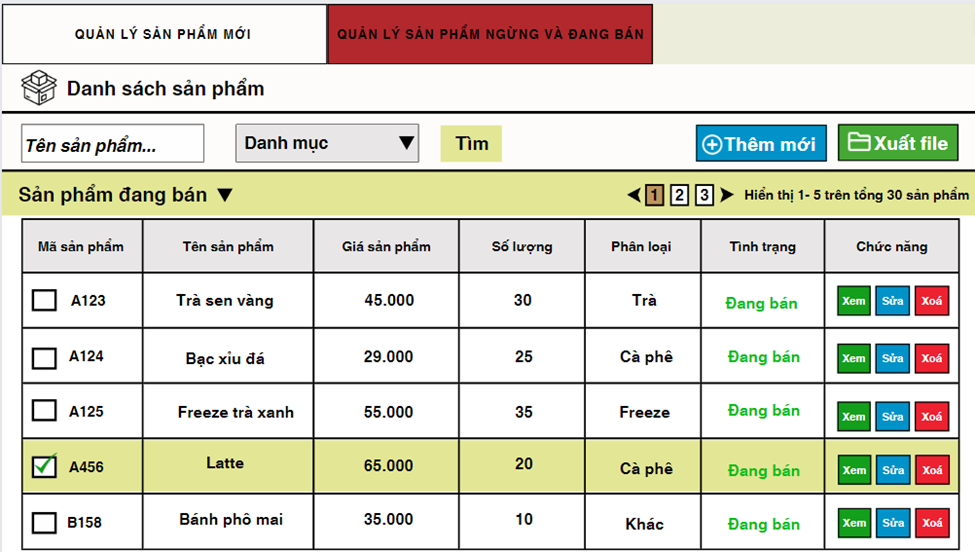 QUẢN LÝ SẢN PHẨM MỚI
QUẢN LÝ SẢN PHẨM NGỪNG VÀ ĐANG BÁN
Danh sách sản phẩm
Tên sản phẩm...
Danh mục
Tìm
Thêm mới
Xuất file
Sản phẩm đang bán
1 2 3
Hiển thị 1- 5 trên tổng 30 sản phẩm
Mã sản phẩm Tên sản phẩm Giá sản phẩm Số lượng Phân loại Tình trạng Chức năng
A123 Trà sen vàng 45.000 30 Trà Đang bán Xem Sửa Xoá
A124 Bạc xỉu đá 29.000 25 Cà phê Đang bán Xem Sửa Xoá
A125 Freeze trà xanh 55.000 35 Freeze Đang bán Xem Sửa Xoá
A456 Latte 65.000 20 Cà phê Đang bán Xem Sửa Xoá
B158 Bánh phô mai 35.000 10 Khác Đang bán Xem Sửa Xoá